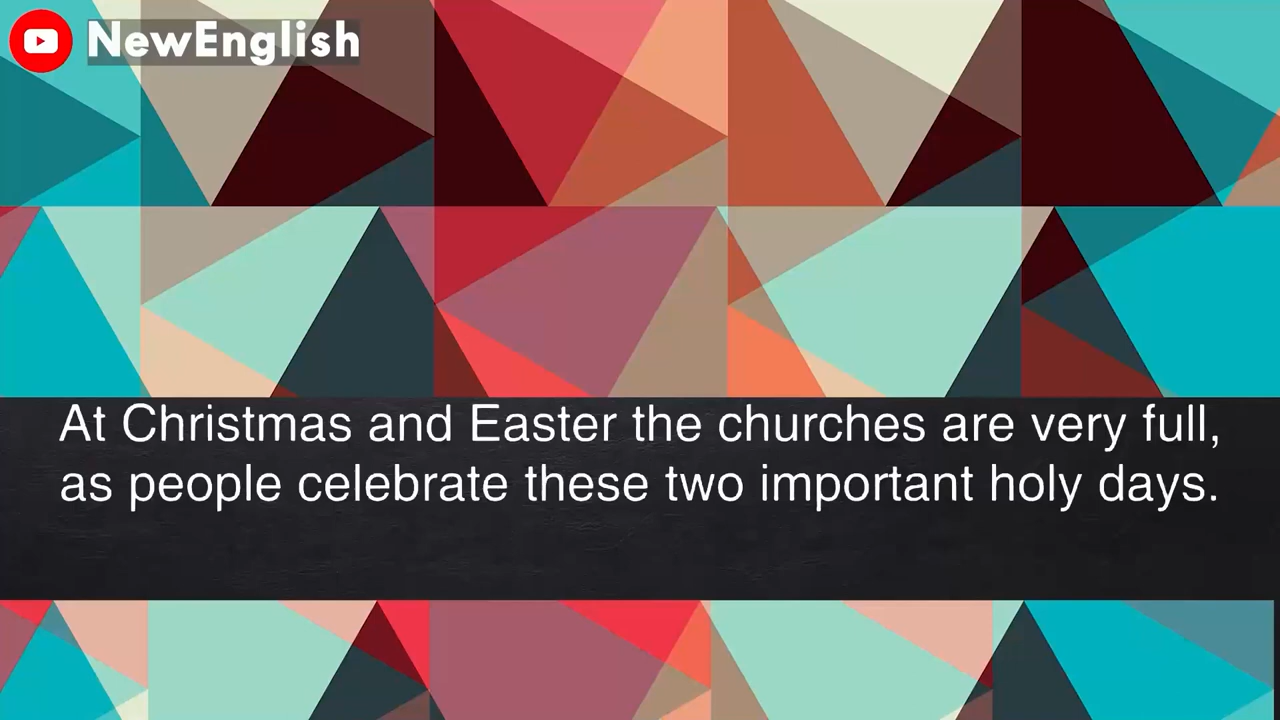 NewEnglish
At Christmas and Easter the churches are very full,
as people celebrate these two important holy days.